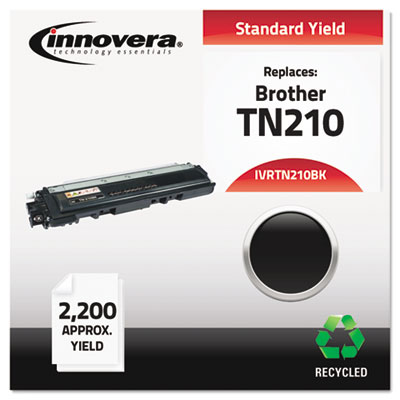 innovera
technology essentials
Standard Yield
Replaces:
Brother
TN210
IVRTN210BK
2,200
APPROX.
YIELD
RECYCLED